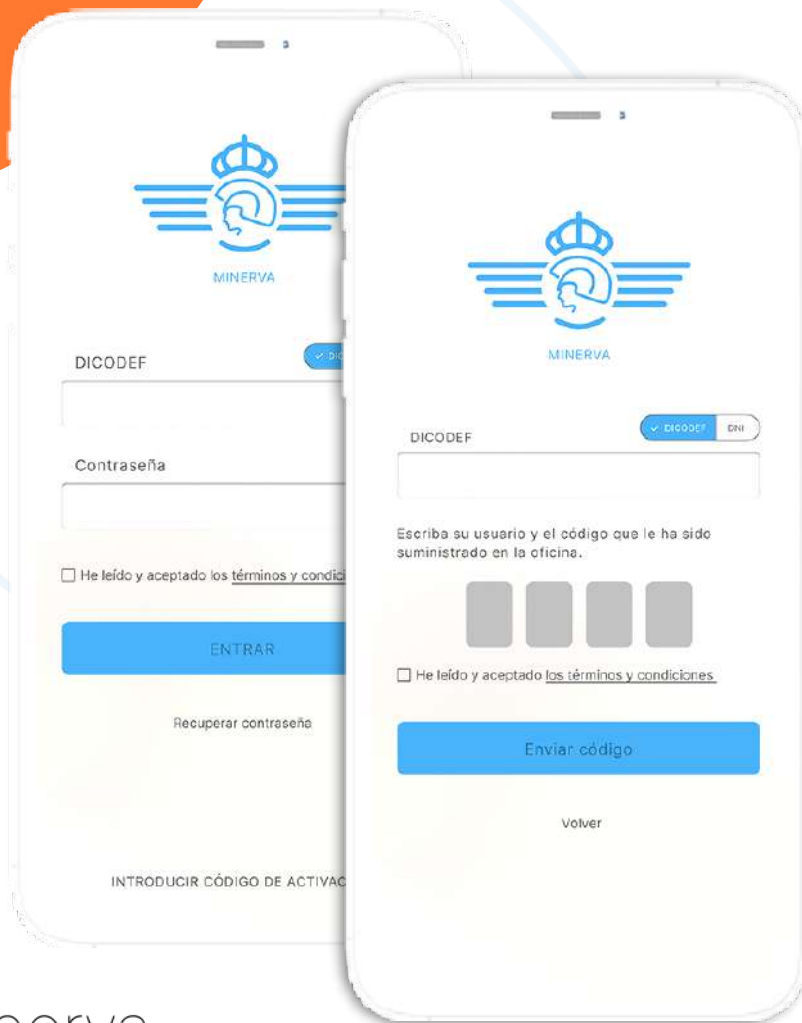 MINERVA
DICODEF
Contraseña
He leído y aceptado los términos y
ENTRAR
Recuperar contraseña
INTRODUCIR CÓDIGO DE
MINERVA
DICODEF
DICODEF DNI
Escriba su usuario y el código que le ha sido
suministrado en la oficina.
He leído y aceptado los términos y condiciones
Enviar código
Volver